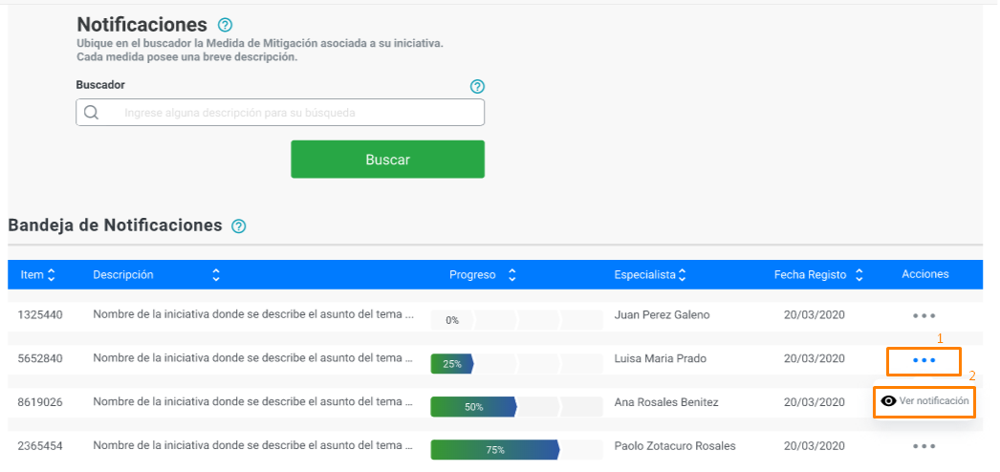 Notificaciones ?
Ubique en el buscador la Medida de Mitigación asociada a su iniciativa.
Cada medida posee una breve descripción.
Buscador ?
Ingrese alguna descripción para su búsqueda
Buscar
Bandeja de Notificaciones ?
Item Descripción Progreso Especialista Fecha Registo Acciones
1325440 Nombre de la iniciativa donde se describe el asunto del tema ... 0% Juan Perez Galeno 20/03/2020 •••
1
5652840 Nombre de la iniciativa donde se describe el asunto del tema ... 25% Luisa Maria Prado 20/03/2020 •••
2
8619026 Nombre de la iniciativa donde se describe el asunto del tema ... 50% Ana Rosales Benitez 20/03/2020 Ver notificación
2365454 Nombre de la iniciativa donde se describe el asunto del tema ... 75% Paolo Zotacuro Rosales 20/03/2020 •••